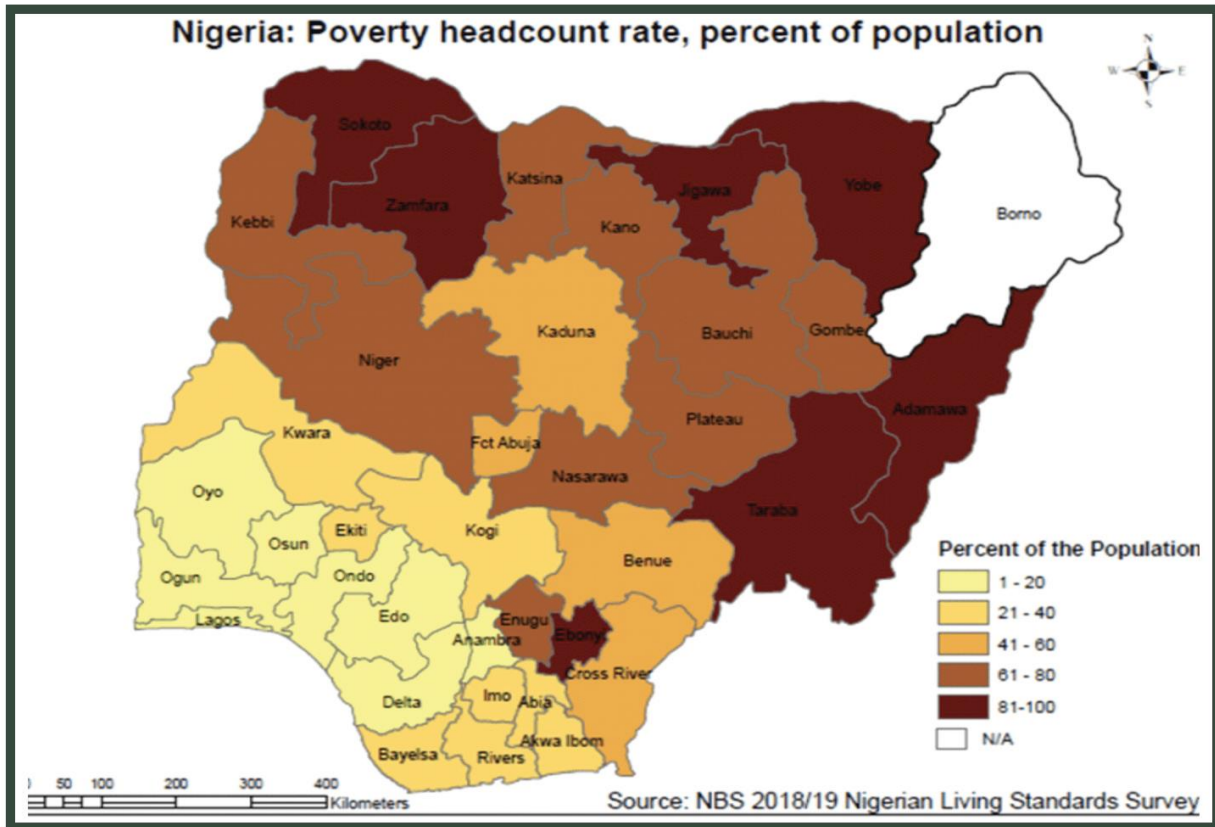 Nigeria: Poverty headcount rate, percent of population
N
W E
S
Sokoto
Katsina
Zamfara
Jigawa
Yobe
Borno
Kebbi
Kano
Kaduna
Bauchi
Gombe
Niger
Adamawa
Plateau
Kwara
Fct Abuja
Nasarawa
Oyo
Taraba
Ekiti
Kogi
Osun
Benue
Ogun
Ondo
Lagos
Edo
Enugu
Anambra
Ebony
Cross River
Delta
Imo
Abia
Akwa Ibom
Bayelsa
Rivers
Percent of the Population
1 - 20
21 - 40
41 - 60
61 - 80
81-100
N/A
0 50 100 200 300 400
Kilometers
Source: NBS 2018/19 Nigerian Living Standards Survey